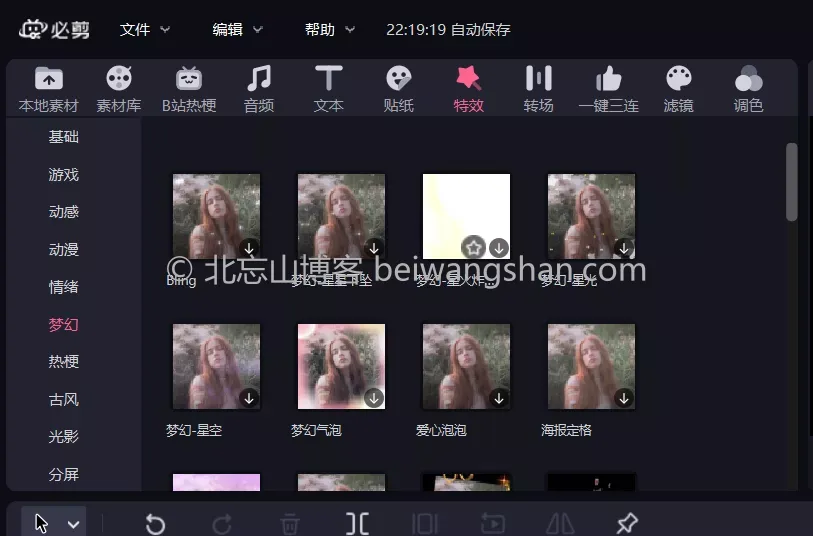 必剪 文件 编辑 帮助 22:19:19 自动保存
本地素材 素材库 B站热梗 音频 文本 贴纸 特效 转场 一键三连 滤镜 调色
基础
游戏
动感
动漫
情绪
梦幻
热梗
古风
光影
分屏
© 北忘山博客 beiwangshan.com
Bling 梦幻-星星下坠 梦幻-星火炸... 梦幻-星光
梦幻-星空 梦幻气泡 爱心泡泡 海报定格